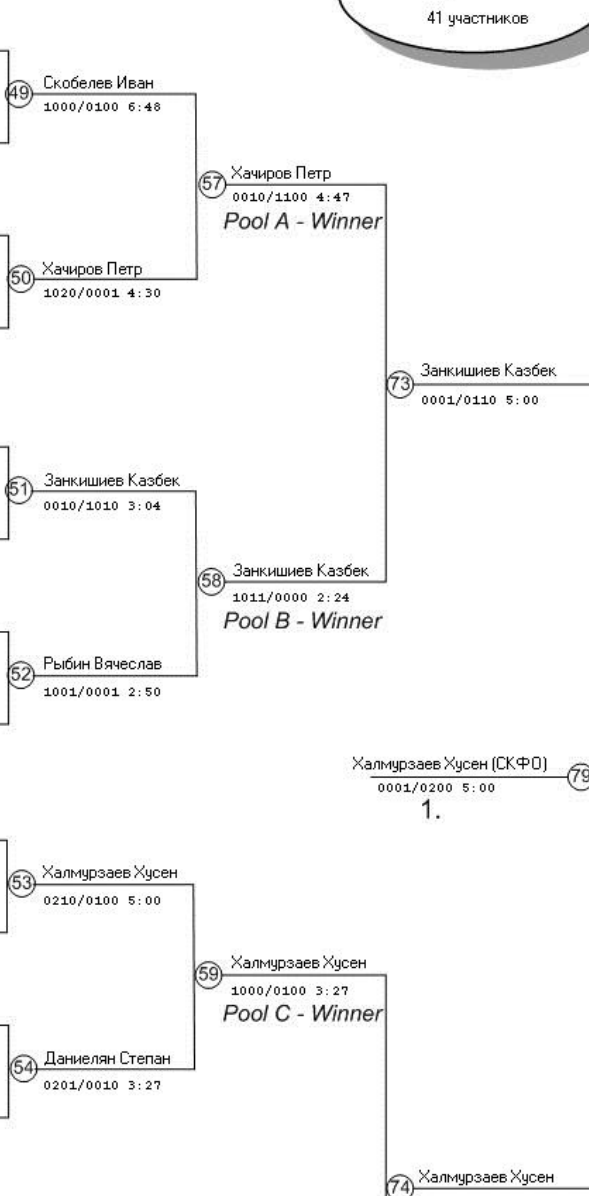 41 участников
49 Скобелев Иван
1000/0100 6:48
57 Хачиров Петр
0010/1100 4:47
Pool A - Winner
50 Хачиров Петр
1020/0001 4:30
73 Занкишиев Казбек
0001/0110 5:00
51 Занкишиев Казбек
0010/1010 3:04
58 Занкишиев Казбек
1011/0000 2:24
Pool B - Winner
52 Рыбин Вячеслав
1001/0001 2:50
Халмурзаев Хусен (СКФО) 79
0001/0200 5:00
1.
53 Халмурзаев Хусен
0210/0100 5:00
59 Халмурзаев Хусен
1000/0100 3:27
Pool C - Winner
54 Даниелян Степан
0201/0010 3:27
74 Халмурзаев Хусен